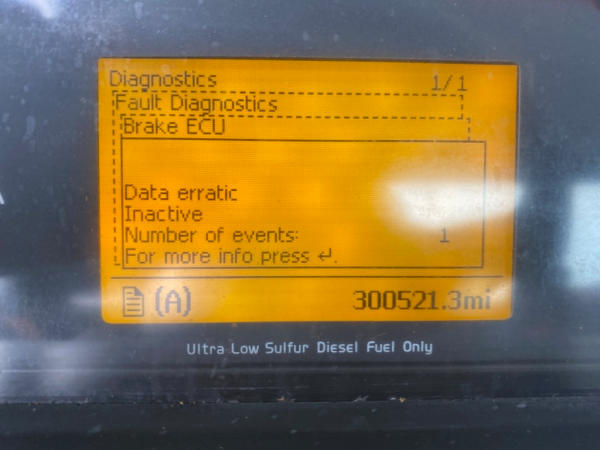 Diagnostics 1/1
Fault Diagnostics
Brake ECU
Data erratic
Inactive
Number of events: 1
For more info press ↵.
(A) 300521.3mi
Ultra Low Sulfur Diesel Fuel Only